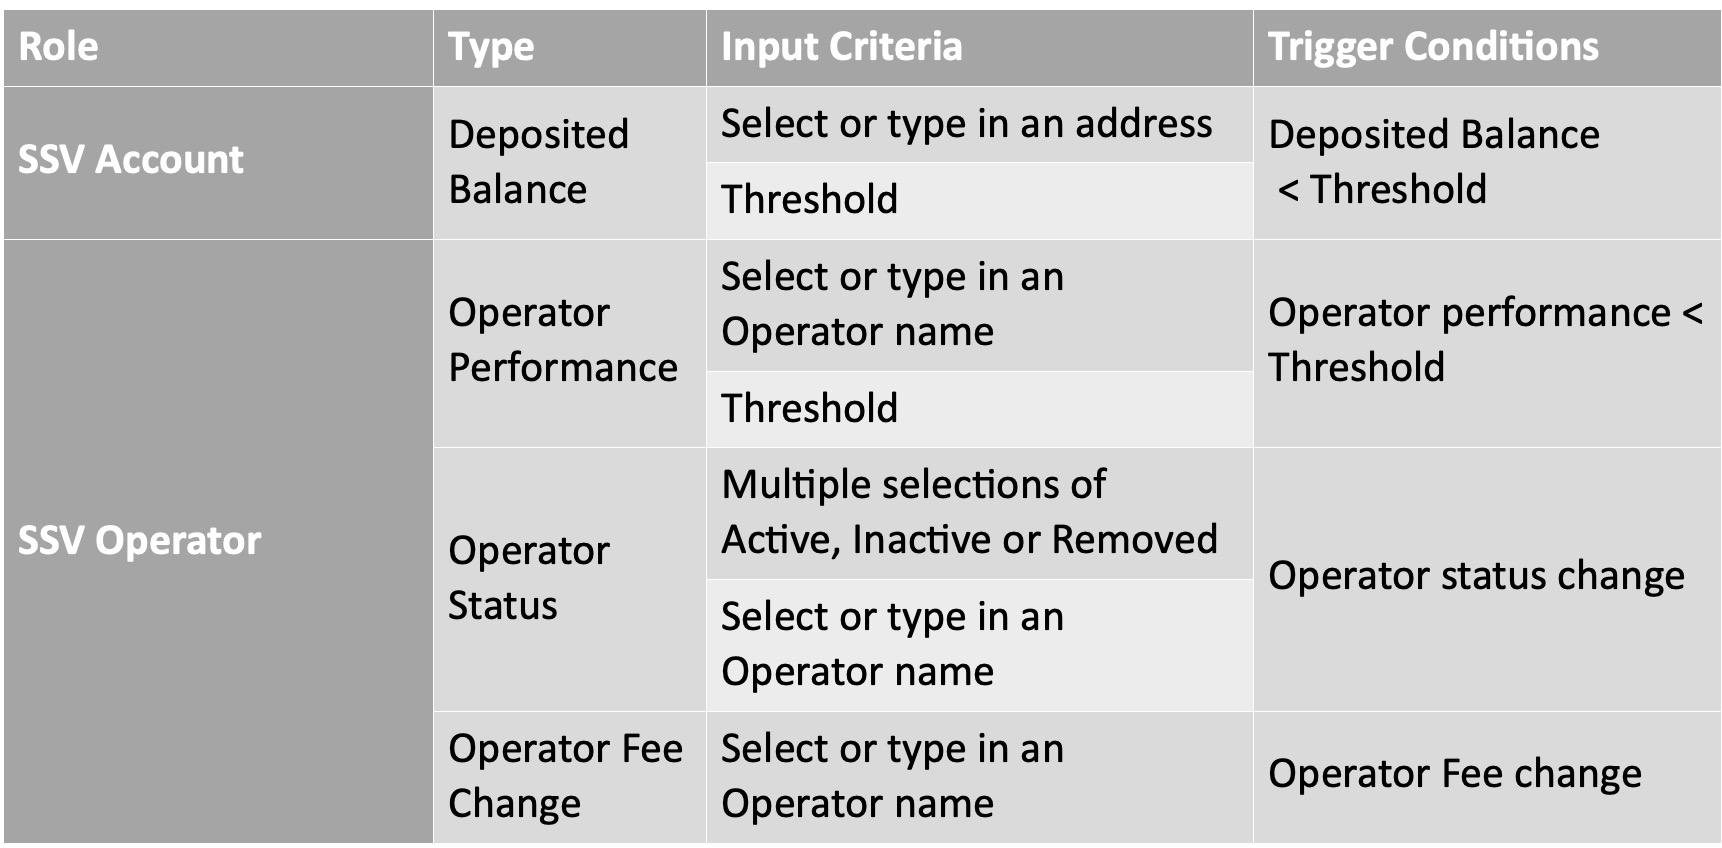 Role Type Input Criteria Trigger Conditions
SSV Account
Deposited
Balance
Select or type in an address
Threshold
Deposited Balance
< Threshold
SSV Operator
Operator
Performance
Select or type in an
Operator name
Threshold
Operator performance <
Threshold
Operator
Status
Multiple selections of
Active, Inactive or Removed
Select or type in an
Operator name
Operator status change
Operator Fee
Change
Select or type in an
Operator name
Operator Fee change